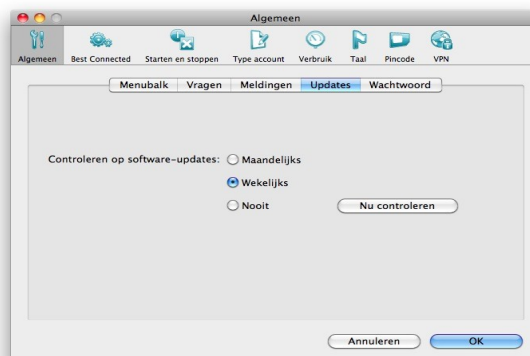 Algemeen
Algemeen Best Connected Starten en stoppen Type account Verbruik Taal Pincode VPN
Menubalk Vragen Meldingen Updates Wachtwoord
Controleren op software-updates: Maandelijks
Wekelijks
Nooit Nu controleren
Annuleren OK